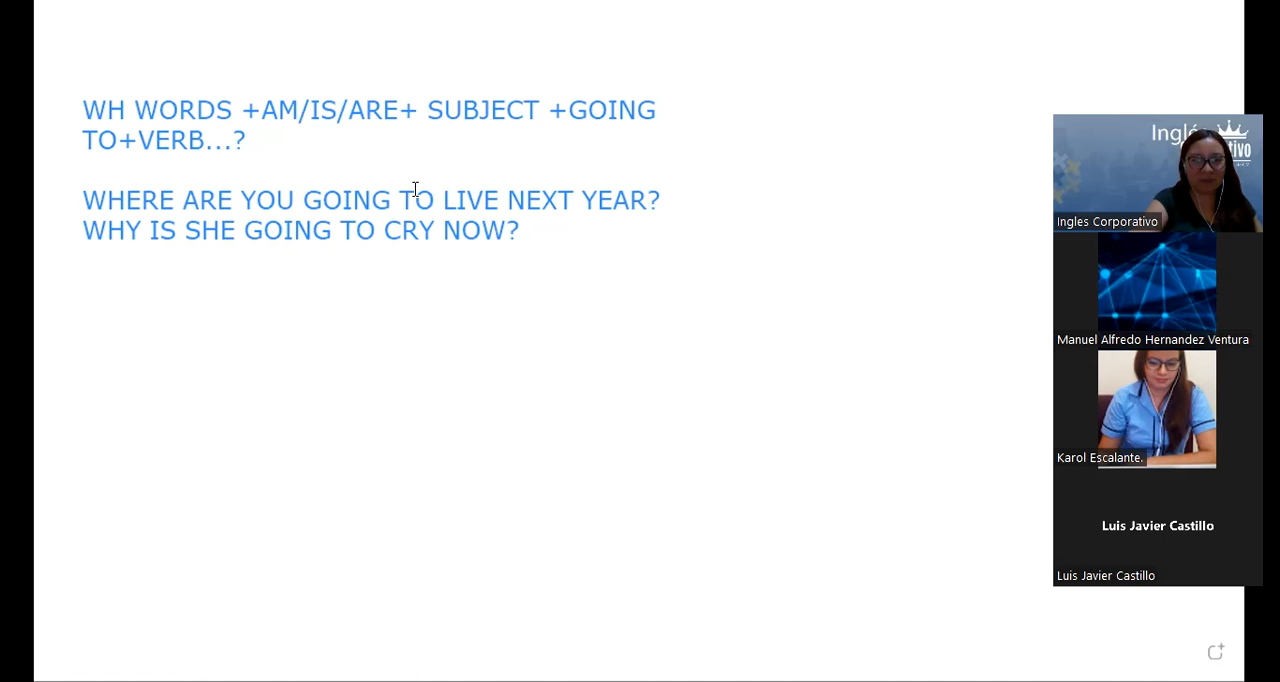 WH WORDS +AM/IS/ARE+ SUBJECT +GOING
TO+VERB...?
WHERE ARE YOU GOING TO LIVE NEXT YEAR?
WHY IS SHE GOING TO CRY NOW?
Ingles Corporativo
Manuel Alfredo Hernandez Ventura
Karol Escalante.
Luis Javier Castillo
Luis Javier Castillo